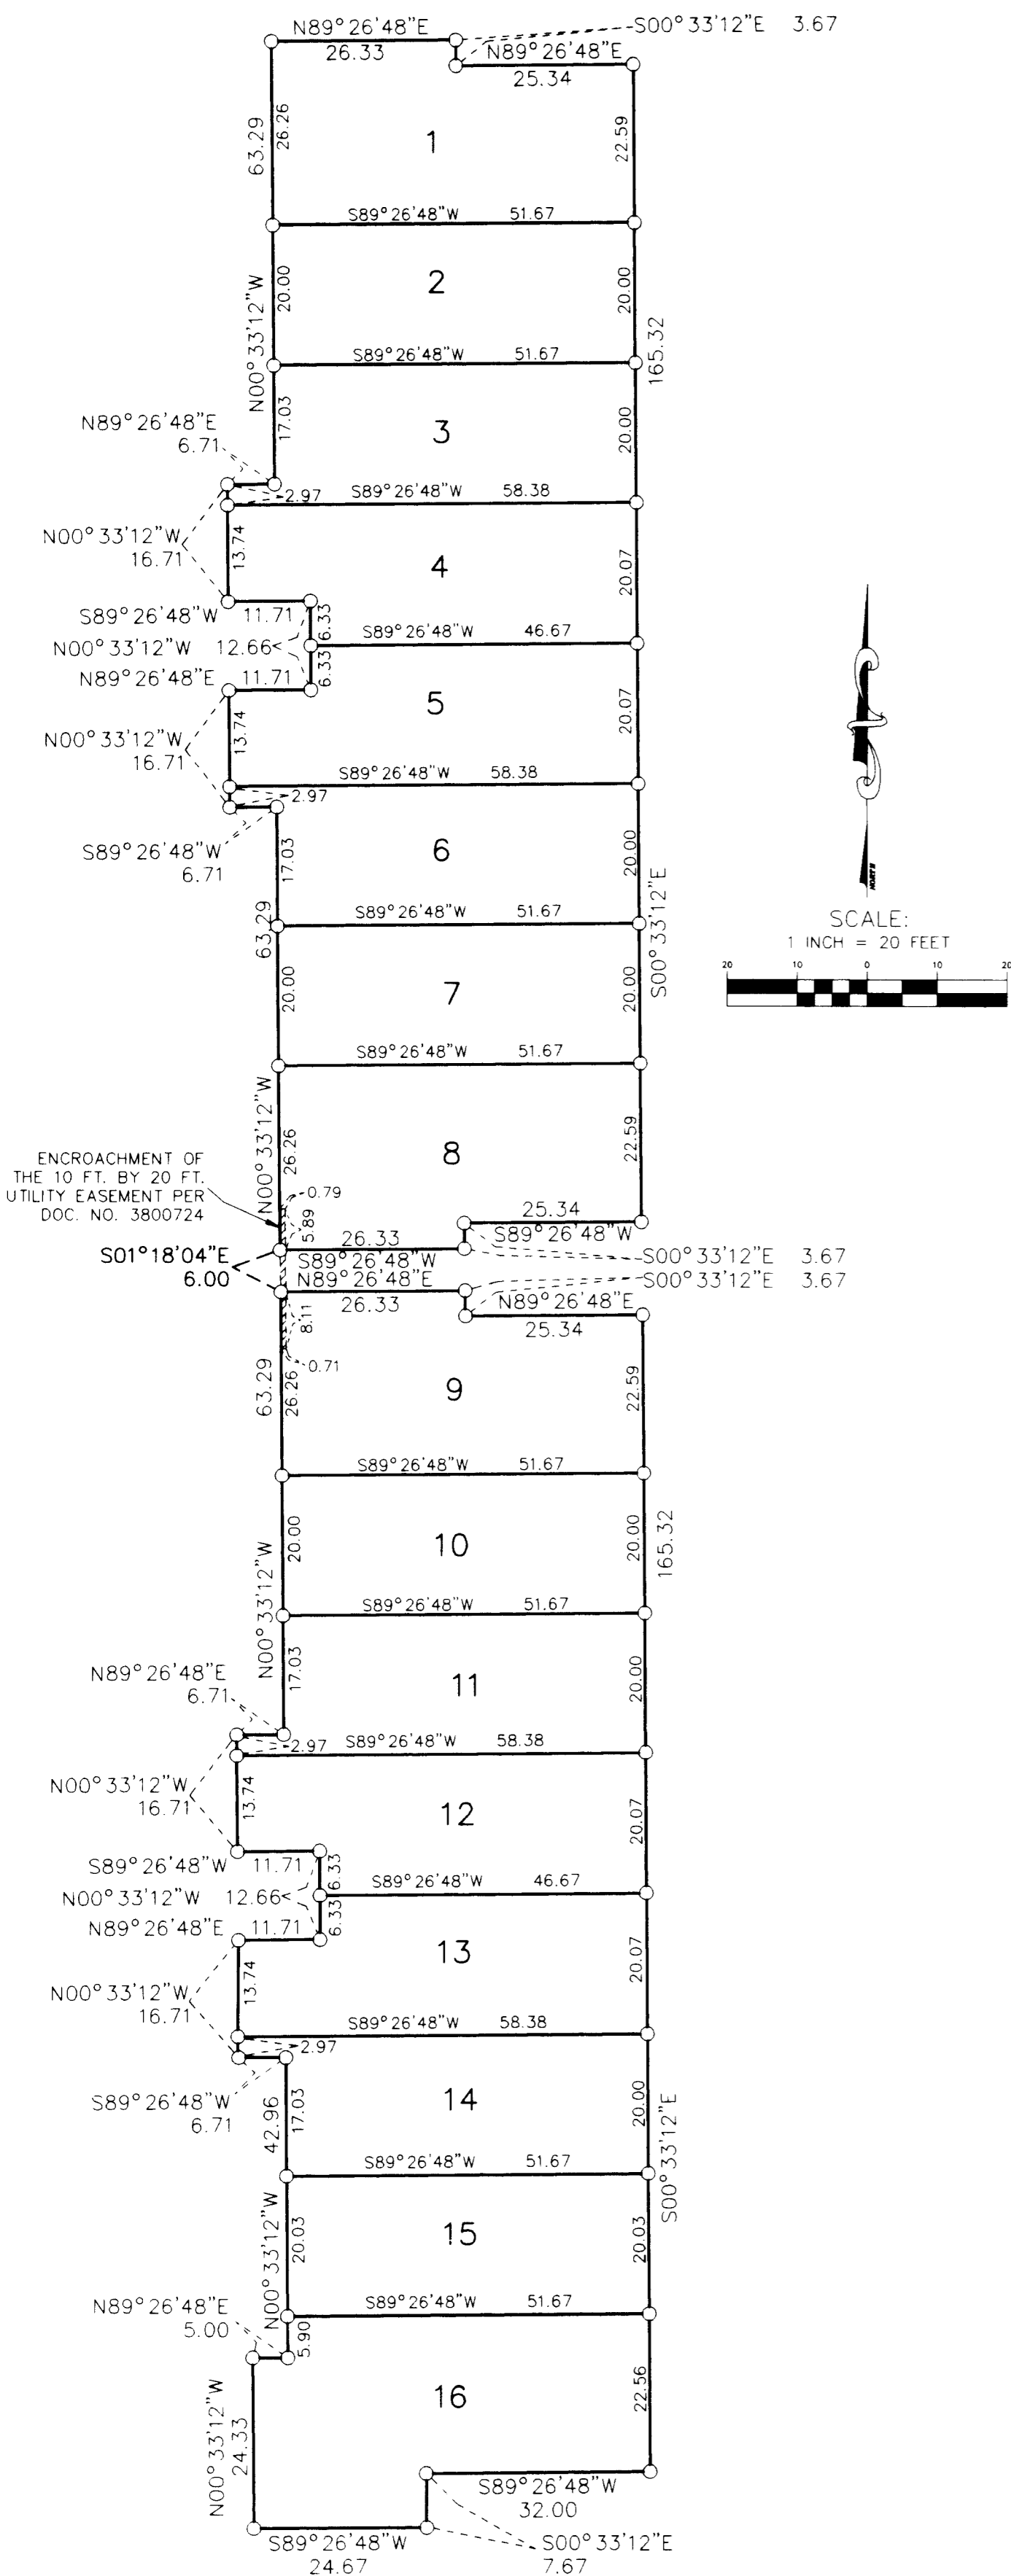 N89°26'48"E
26.33
S00°33'12"E 3.67
N89°26'48"E
25.34
63.29
26.26
1
22.59
S89°26'48"W 51.67
N00°33'12"W
20.00
2
20.00
165.32
S89°26'48"W 51.67
N89°26'48"E
6.71
17.03
3
20.00
2.97
S89°26'48"W 58.38
N00°33'12"W
16.71
13.74
4
20.07
S89°26'48"W 11.71
6.33
N00°33'12"W 12.66
S89°26'48"W 46.67
N89°26'48"E 11.71
6.33
N00°33'12"W
16.71
13.74
5
20.07
S89°26'48"W 58.38
2.97
S89°26'48"W
6.71
17.03
6
20.00
NORTH
SCALE:
1 INCH = 20 FEET
20 10 0 10 20
63.29
S89°26'48"W 51.67
S00°33'12"E
20.00
7
20.00
S89°26'48"W 51.67
N00°33'12"W
26.26
8
22.59
ENCROACHMENT OF
THE 10 FT. BY 20 FT.
UTILITY EASEMENT PER
DOC. NO. 3800724
0.79
5.89
25.34
S89°26'48"W
S01°18'04"E
6.00
26.33
S89°26'48"W
S00°33'12"E 3.67
N89°26'48"E
26.33
S00°33'12"E 3.67
N89°26'48"E
25.34
8.11
0.71
63.29
26.26
9
22.59
S89°26'48"W 51.67
N00°33'12"W
20.00
10
20.00
165.32
S89°26'48"W 51.67
N89°26'48"E
6.71
17.03
11
20.00
2.97
S89°26'48"W 58.38
N00°33'12"W
16.71
13.74
12
20.07
S89°26'48"W 11.71
6.33
N00°33'12"W 12.66
S89°26'48"W 46.67
N89°26'48"E 11.71
6.33
N00°33'12"W
16.71
13.74
13
20.07
S89°26'48"W 58.38
2.97
S89°26'48"W
6.71
42.96
17.03
14
20.00
S89°26'48"W 51.67
S00°33'12"E
N00°33'12"W
20.03
15
20.03
N89°26'48"E
5.00
S89°26'48"W 51.67
5.90
N00°33'12"W
24.33
16
22.56
S89°26'48"W
32.00
S89°26'48"W
24.67
S00°33'12"E
7.67